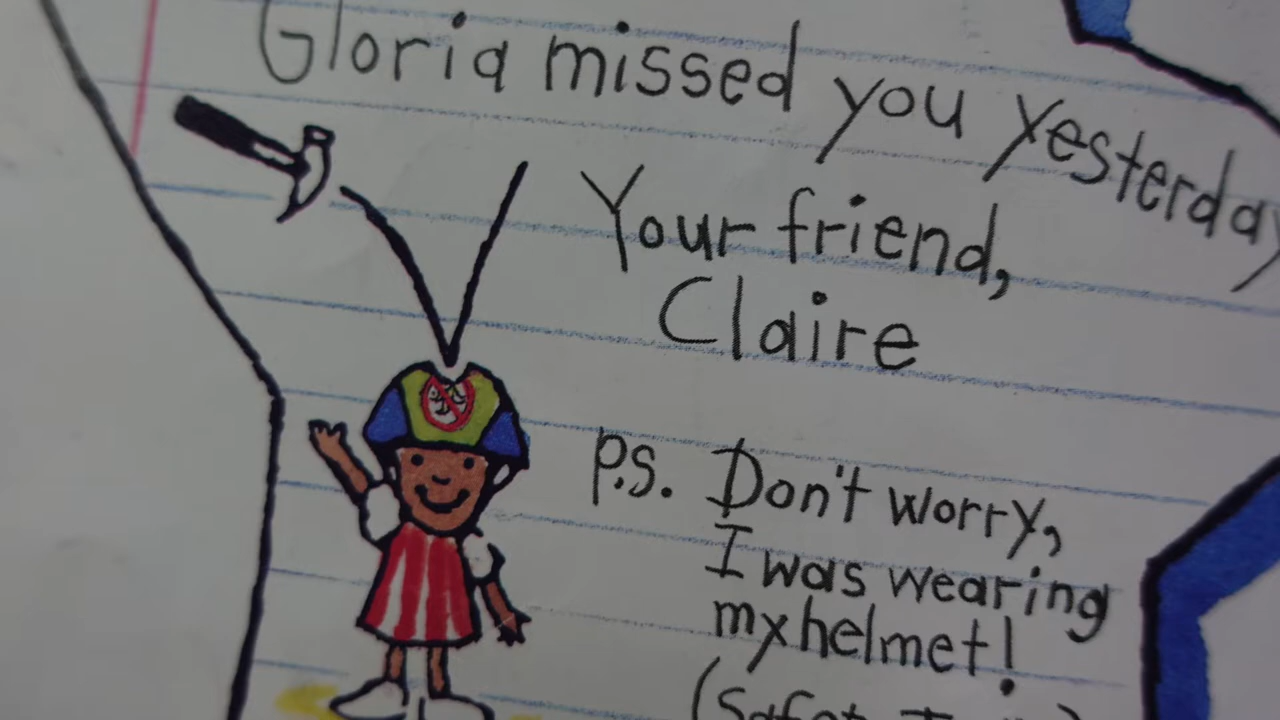 Gloria missed you yesterday
Your friend,
Claire
P.S. Don't worry,
I was wearing
my helmet!